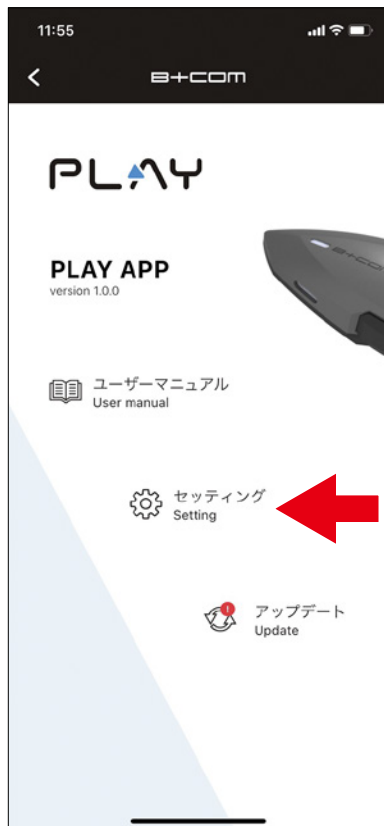 11:55
B+COM
PLAY
B+COM
PLAY APP
version 1.0.0
ユーザーマニュアル
User manual
セッティング
Setting
!
アップデート
Update